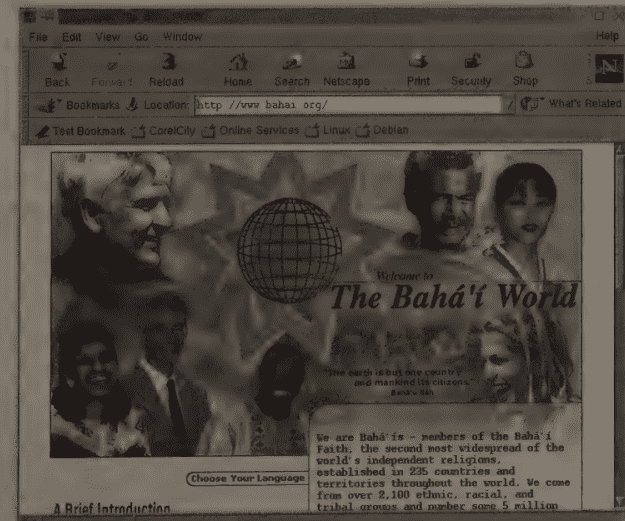 File Edit View Go Window Help
Back Forward Reload Home Search Netscape Print Security Shop
Bookmarks Location: http://www.bahai.org/ What's Related
Test Bookmark CorelCity Online Services Linux Debian
Welcome to
The Bahá'í World
"The earth is but one country
and mankind its citizens."
We are Bahá'ís - members of the Bahá'í
Faith, the second most widespread of the
world's independent religions,
established in 235 countries and
territories throughout the world. We come
from over 2,100 ethnic, racial, and
tribal groups and number some 5 million
Choose Your Language
A Brief Introduction